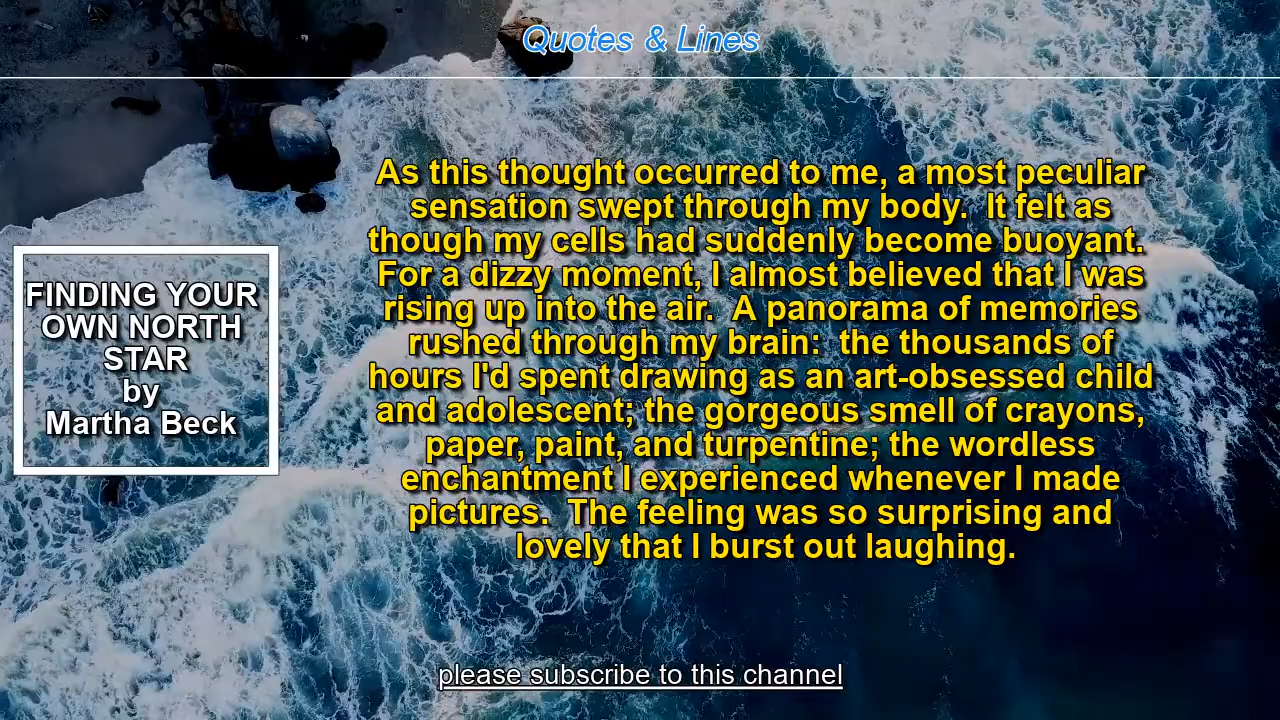 Quotes & Lines
FINDING YOUR
OWN NORTH
STAR
by
Martha Beck
As this thought occurred to me, a most peculiar
sensation swept through my body.  It felt as
though my cells had suddenly become buoyant.
For a dizzy moment, I almost believed that I was
rising up into the air.  A panorama of memories
rushed through my brain:  the thousands of
hours I'd spent drawing as an art-obsessed child
and adolescent; the gorgeous smell of crayons,
paper, paint, and turpentine; the wordless
enchantment I experienced whenever I made
pictures.  The feeling was so surprising and
lovely that I burst out laughing.
please subscribe to this channel